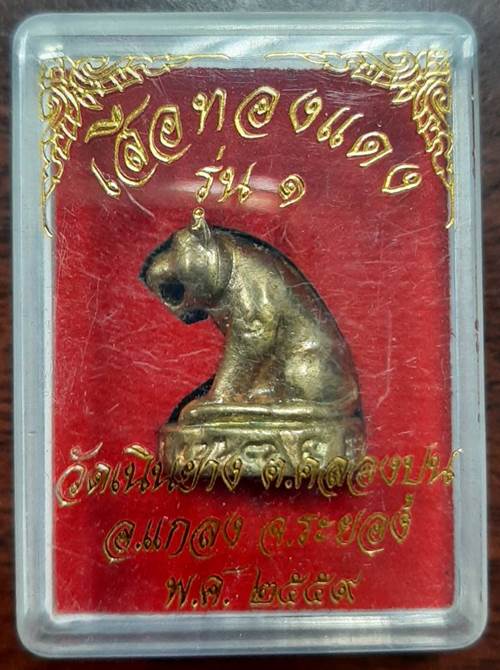 เสือทองแดง
รุ่น ๑
วัดเนินยาง ต.คลองปูน
อ.แกลง จ.ระยอง
พ.ศ. ๒๕๕๙